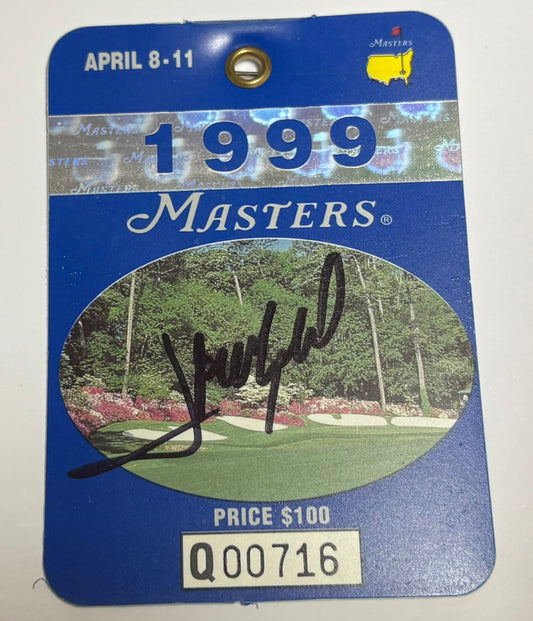 APRIL 8-11
MASTERS
1999
MASTERS®
PRICE $100
Q00716